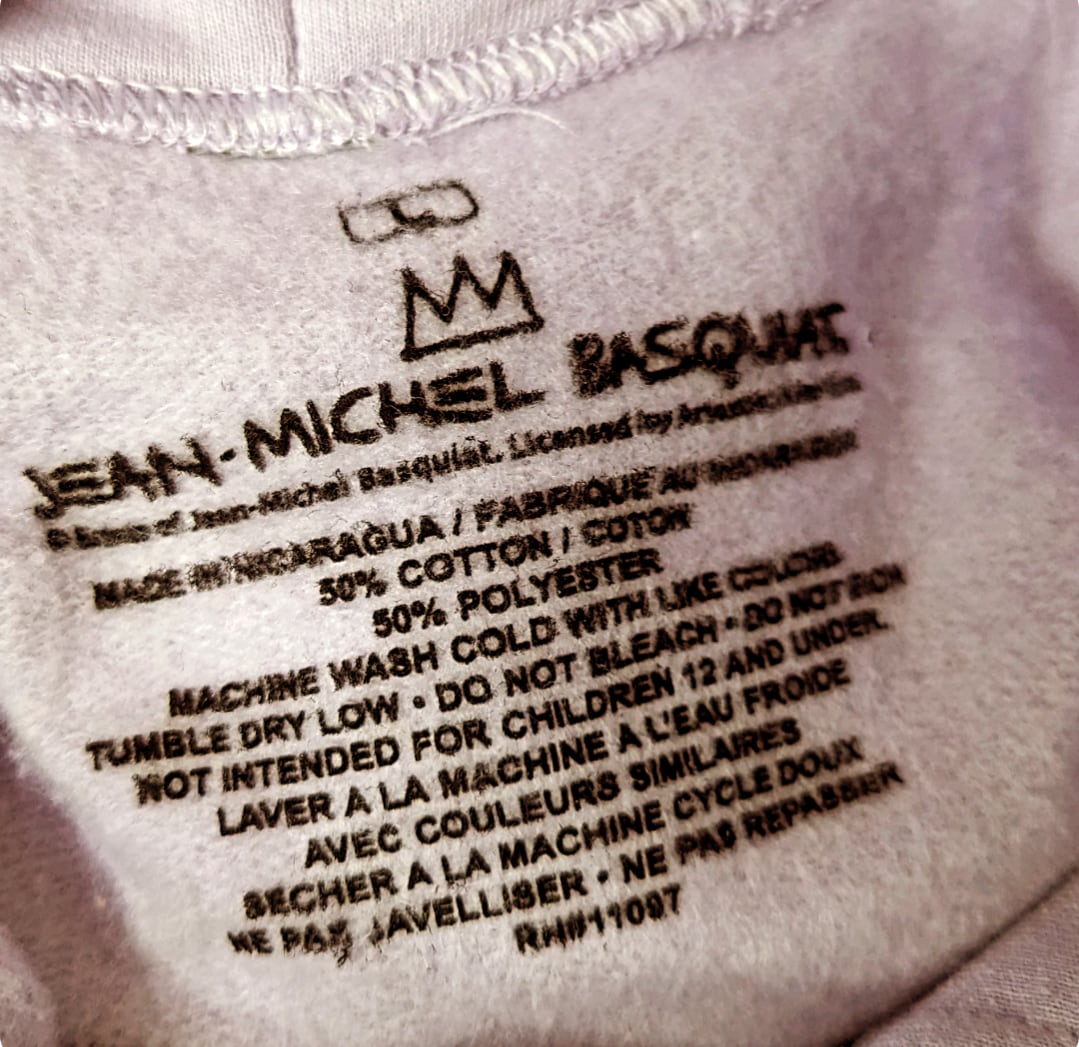 L
JEAN-MICHEL BASQUIAT
© Estate of Jean-Michel Basquiat. Licensed by Artestar,
MADE IN NICARAGUA / FABRIQUE AU NICARAGUA
50% COTTON / COTON
50% POLYESTER
MACHINE WASH COLD WITH LIKE COLORS
TUMBLE DRY LOW • DO NOT BLEACH • DO NOT IRON
NOT INTENDED FOR CHILDREN 12 AND UNDER.
LAVER A LA MACHINE A L'EAU FROIDE
AVEC COULEURS SIMILAIRES
SECHER A LA MACHINE CYCLE DOUX
NE PAS JAVELLISER • NE PAS REPASSER
RH#11097